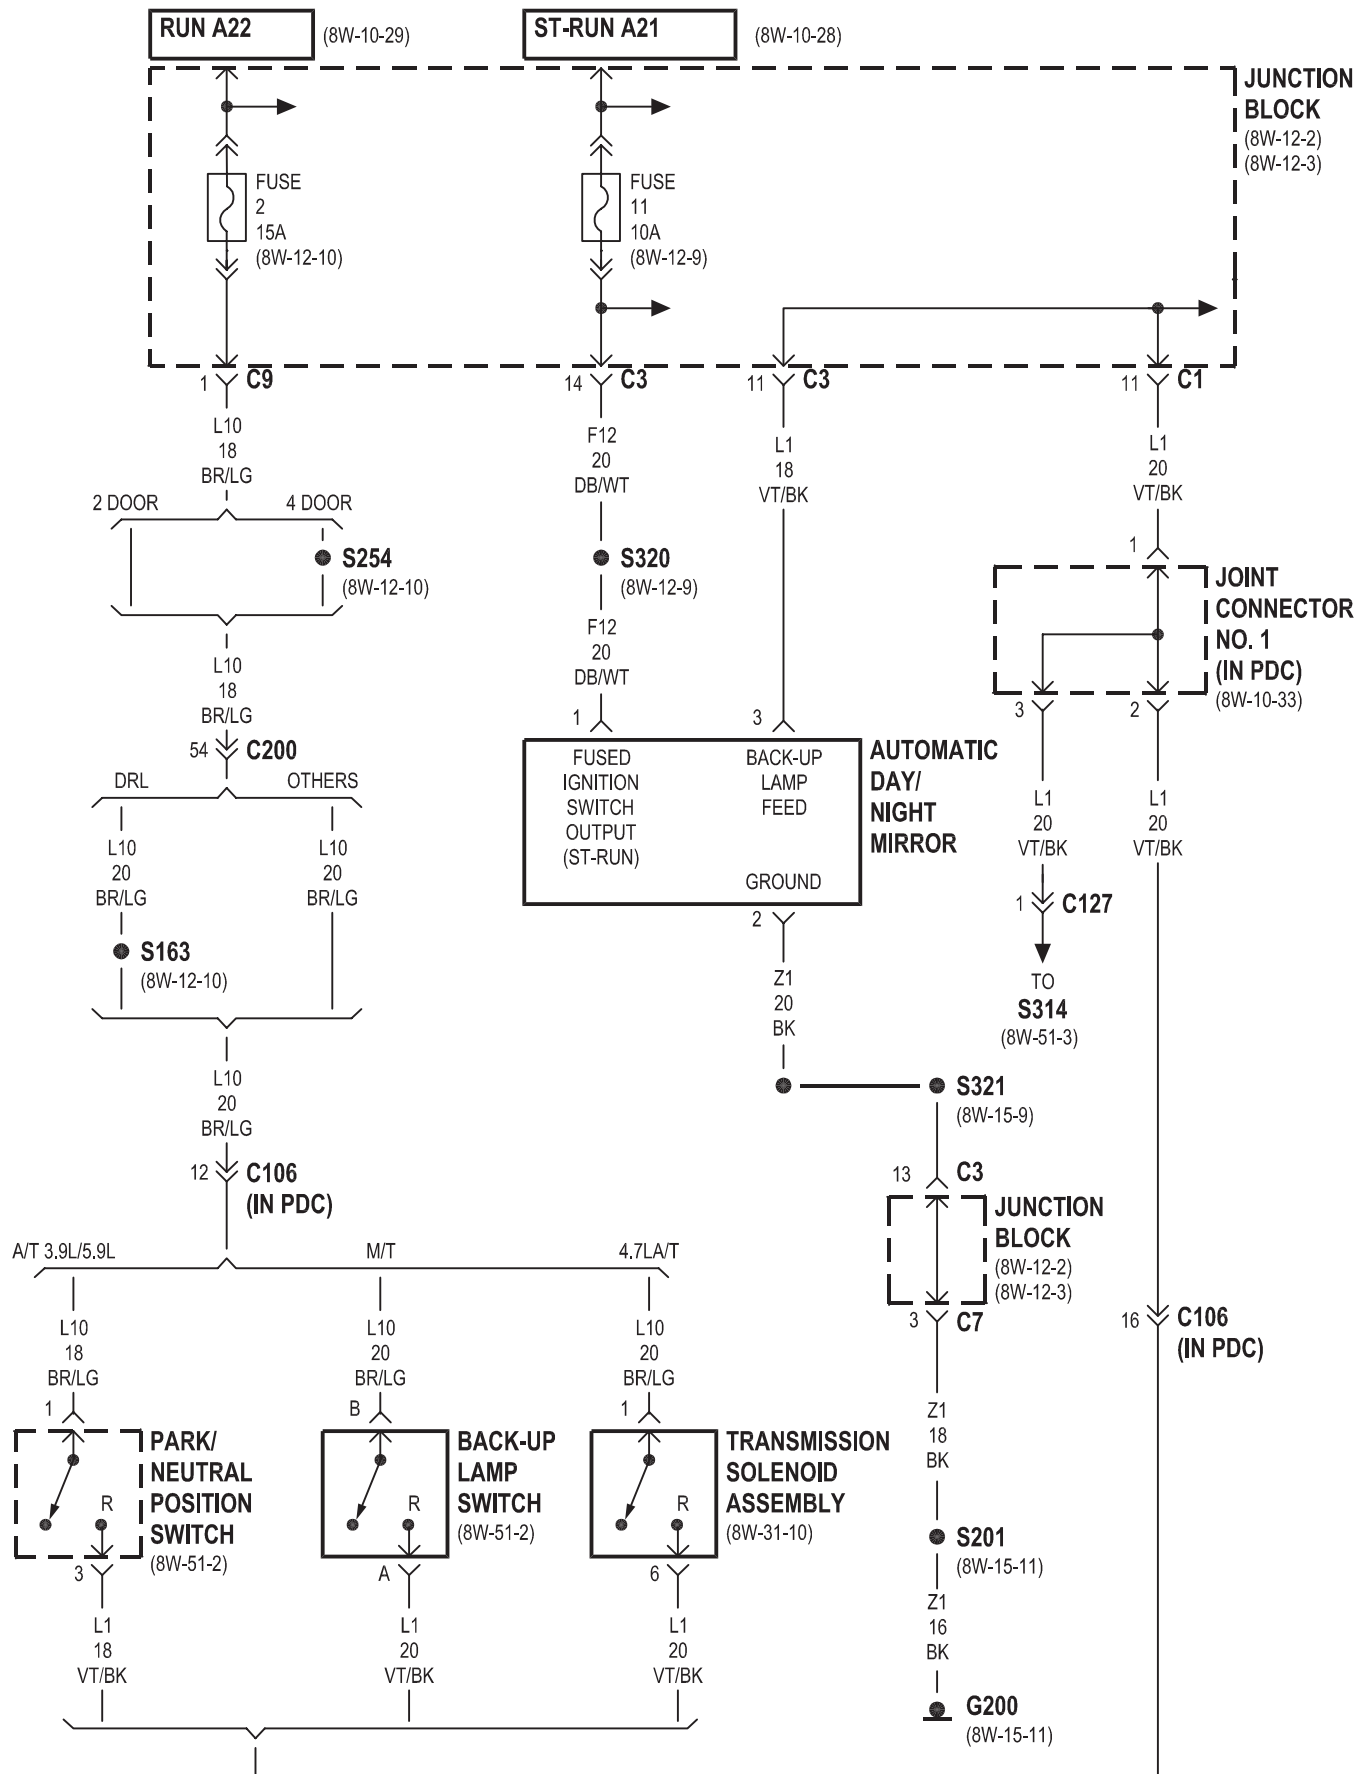 RUN A22
(8W-10-29)
ST-RUN A21
(8W-10-28)
JUNCTION
BLOCK
(8W-12-2)
(8W-12-3)
FUSE
2
15A
(8W-12-10)
FUSE
11
10A
(8W-12-9)
1
C9
14
C3
11
C3
11
C1
L10
18
BR/LG
F12
20
DB/WT
L1
18
VT/BK
L1
20
VT/BK
2 DOOR
4 DOOR
S254
(8W-12-10)
S320
(8W-12-9)
1
JOINT
CONNECTOR
NO. 1
(IN PDC)
(8W-10-33)
L10
18
BR/LG
F12
20
DB/WT
3
2
54
C200
1
3
FUSED
IGNITION
SWITCH
OUTPUT
(ST-RUN)
BACK-UP
LAMP
FEED
GROUND
AUTOMATIC
DAY/
NIGHT
MIRROR
DRL
OTHERS
L10
20
BR/LG
L10
20
BR/LG
L1
20
VT/BK
L1
20
VT/BK
1
C127
2
S163
(8W-12-10)
Z1
20
BK
TO
S314
(8W-51-3)
L10
20
BR/LG
S321
(8W-15-9)
12
C106
(IN PDC)
13
C3
JUNCTION
BLOCK
(8W-12-2)
(8W-12-3)
3
C7
16
C106
(IN PDC)
A/T 3.9L/5.9L
M/T
4.7LA/T
L10
18
BR/LG
L10
20
BR/LG
L10
20
BR/LG
1
B
1
R
PARK/
NEUTRAL
POSITION
SWITCH
(8W-51-2)
R
BACK-UP
LAMP
SWITCH
(8W-51-2)
R
TRANSMISSION
SOLENOID
ASSEMBLY
(8W-31-10)
Z1
18
BK
S201
(8W-15-11)
3
A
6
L1
18
VT/BK
L1
20
VT/BK
L1
20
VT/BK
Z1
16
BK
G200
(8W-15-11)